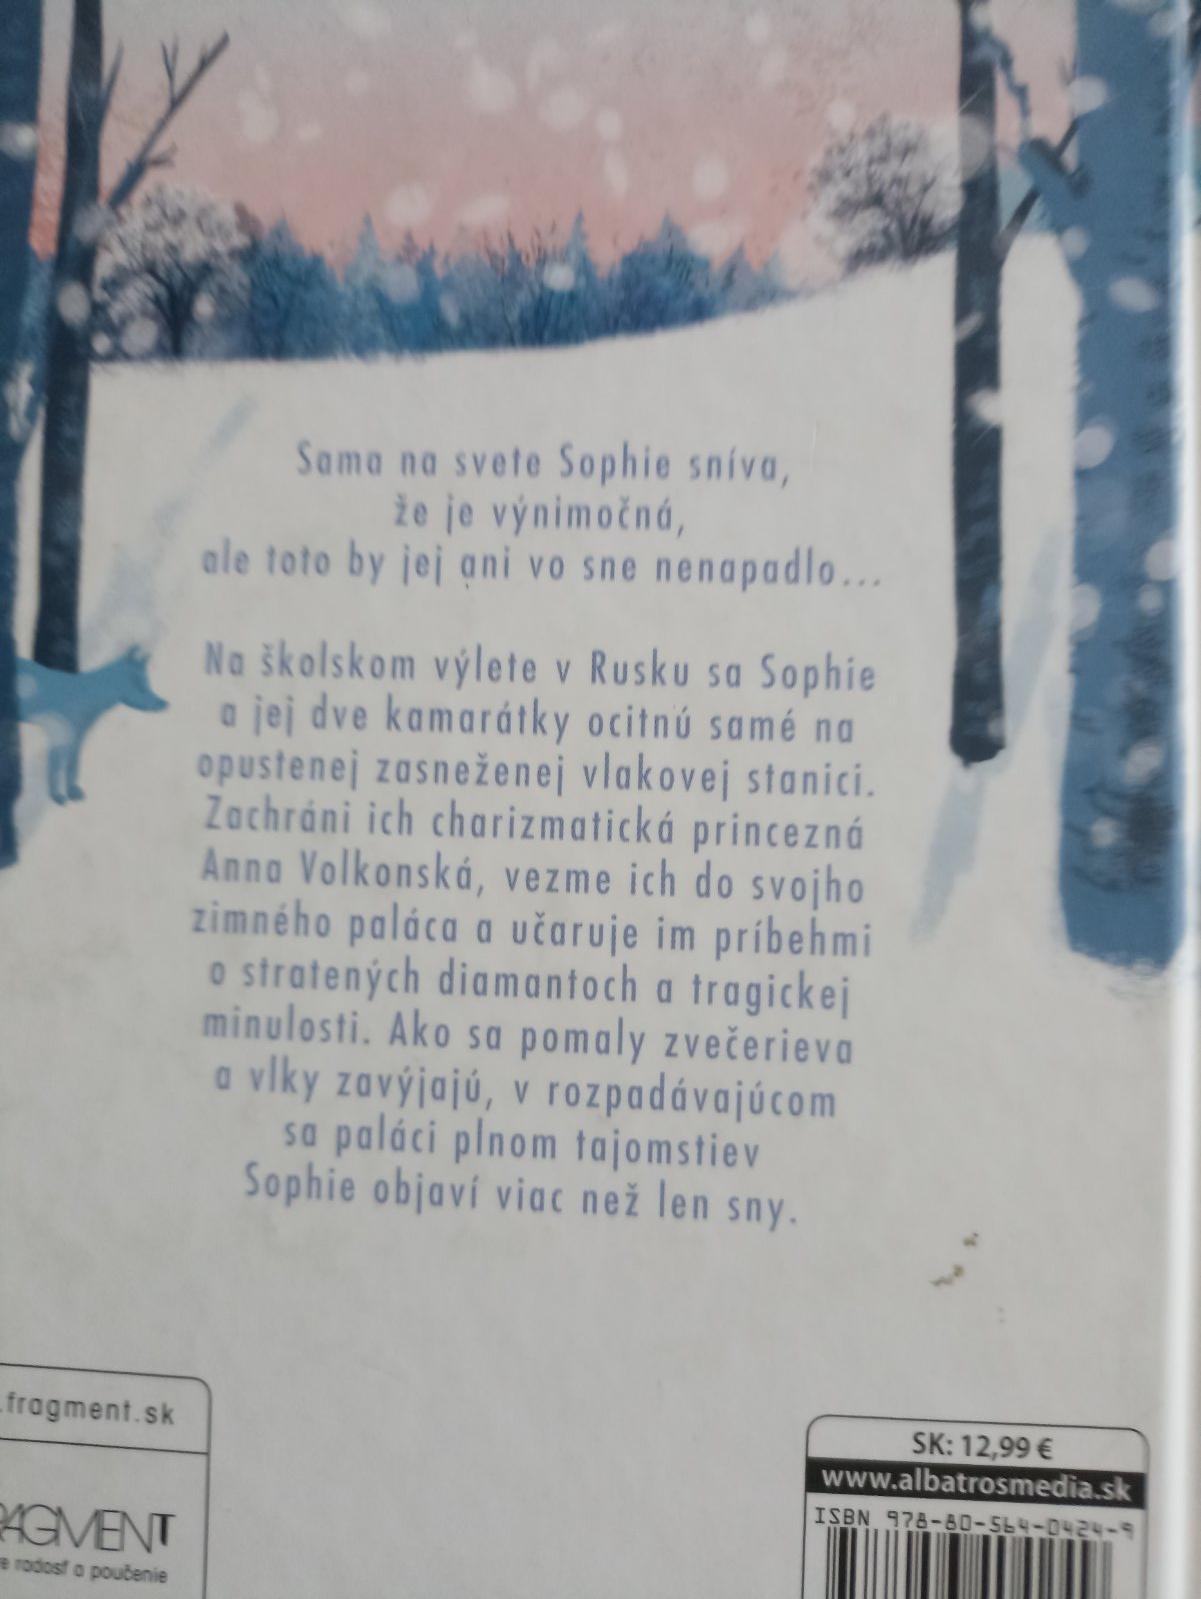 Sama na svete Sophie sníva,
že je výnimočná,
ale toto by jej ani vo sne nenapadlo...
Na školskom výlete v Rusku sa Sophie
a jej dve kamarátky ocitnú samé na
opustenej zasneženej vlakovej stanici.
Zachráni ich charizmatická princezná
Anna Volkonská, vezme ich do svojho
zimného paláca a učaruje im príbehmi
o stratených diamantoch a tragickej
minulosti. Ako sa pomaly zvečerieva
a vlky zavýjajú, v rozpadávajúcom
sa paláci plnom tajomstiev
Sophie objaví viac než len sny.
.fragment.sk
RAGMENT
radosť a poučenie
SK: 12,99 €
www.albatrosmedia.sk
ISBN 978-80-564-0424-9